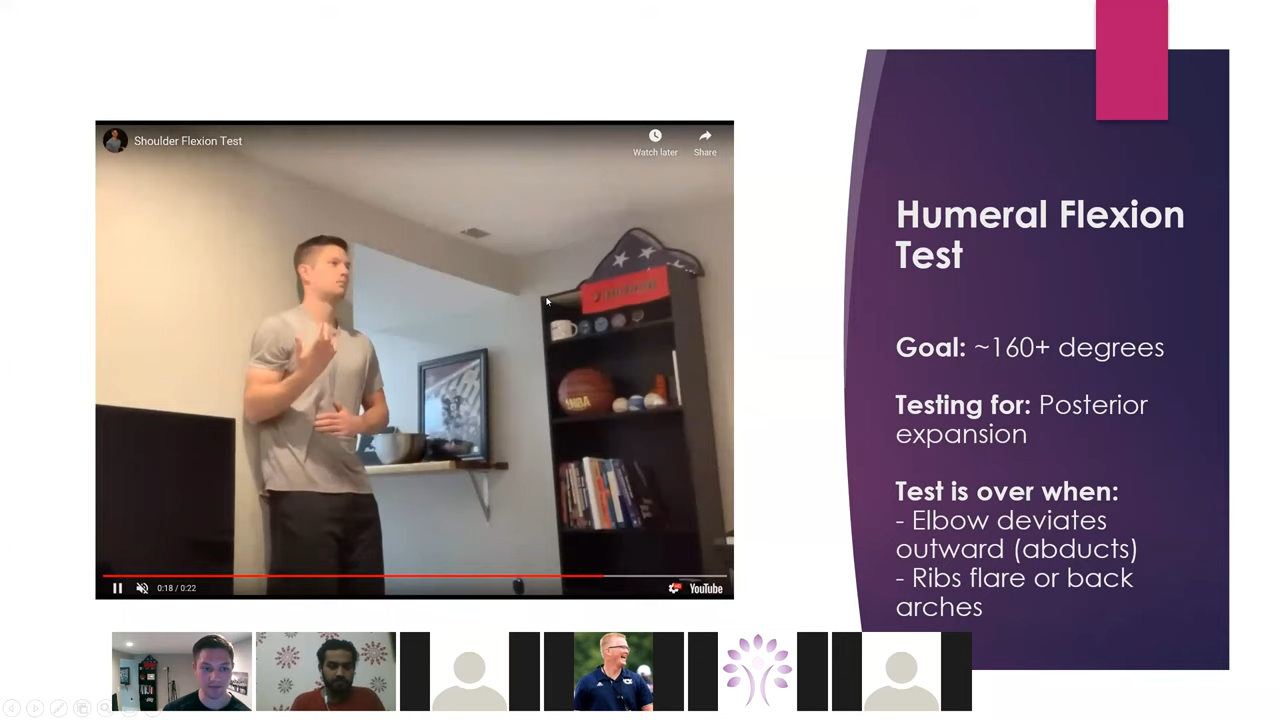 Shoulder Flexion Test
Watch later
Share
0:18 / 0:22
YouTube
Humeral Flexion
Test
Goal: ~160+ degrees
Testing for: Posterior
expansion
Test is over when:
- Elbow deviates
outward (abducts)
- Ribs flare or back
arches